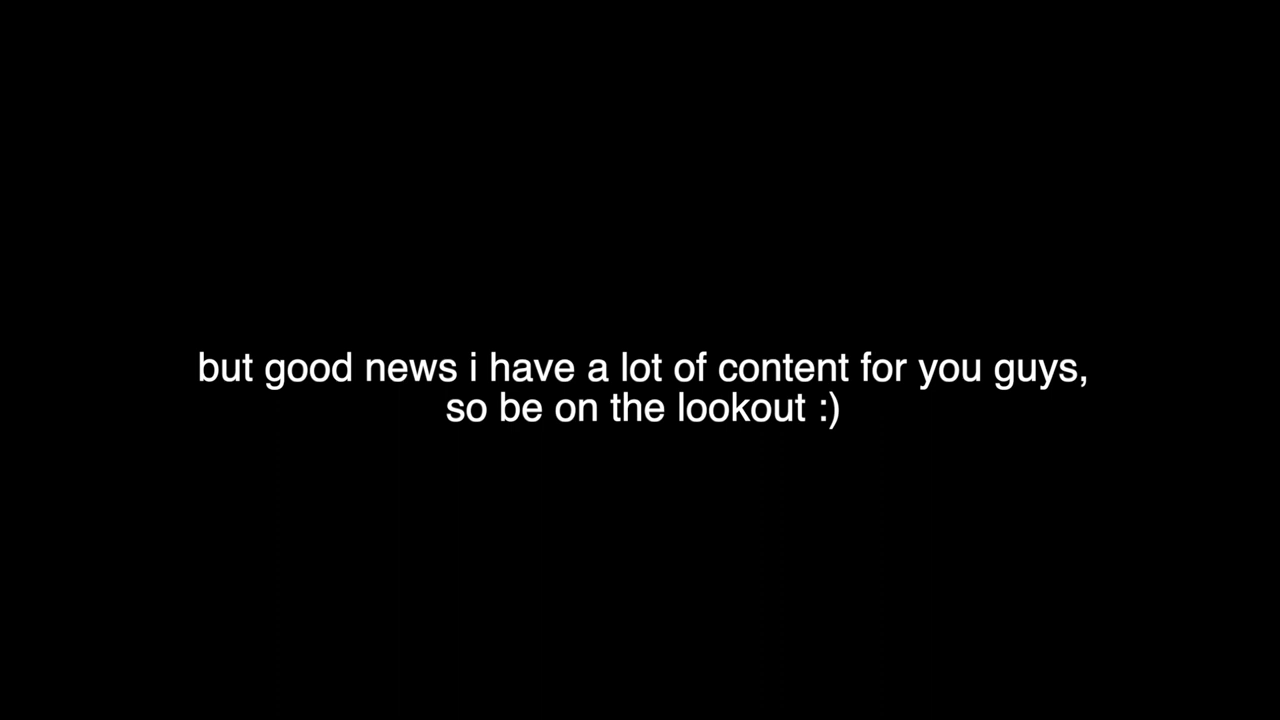 but good news i have a lot of content for you guys,
so be on the lookout :)